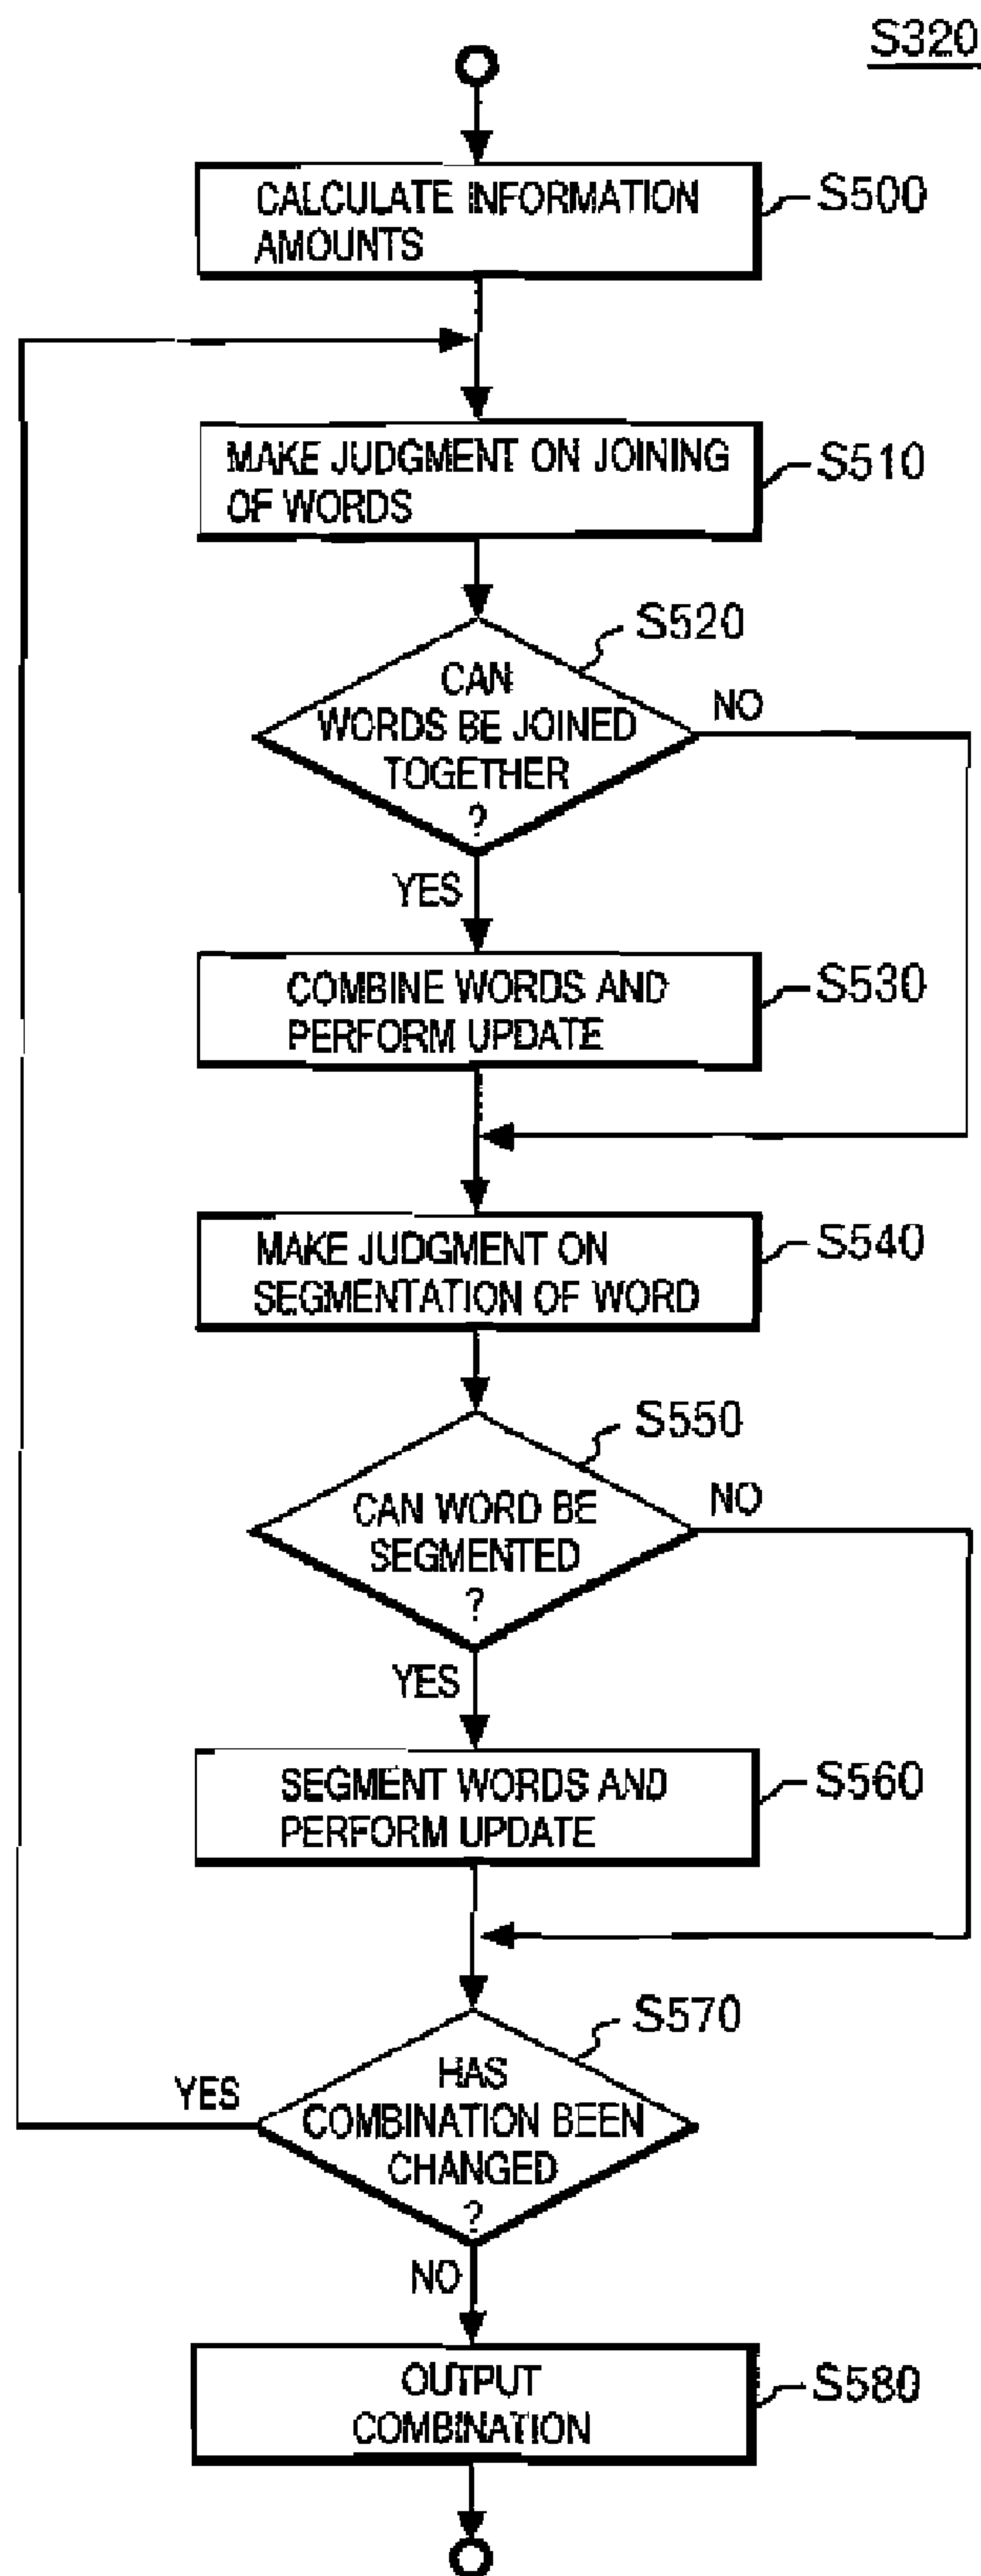 S320
CALCULATE INFORMATION
AMOUNTS
S500
MAKE JUDGMENT ON JOINING
OF WORDS
S510
S520
CAN
WORDS BE JOINED
TOGETHER
?
NO
YES
COMBINE WORDS AND
PERFORM UPDATE
S530
MAKE JUDGMENT ON
SEGMENTATION OF WORD
S540
S550
CAN WORD BE
SEGMENTED
?
NO
YES
SEGMENT WORDS AND
PERFORM UPDATE
S560
S570
HAS
COMBINATION BEEN
CHANGED
?
YES
NO
OUTPUT
COMBINATION
S580